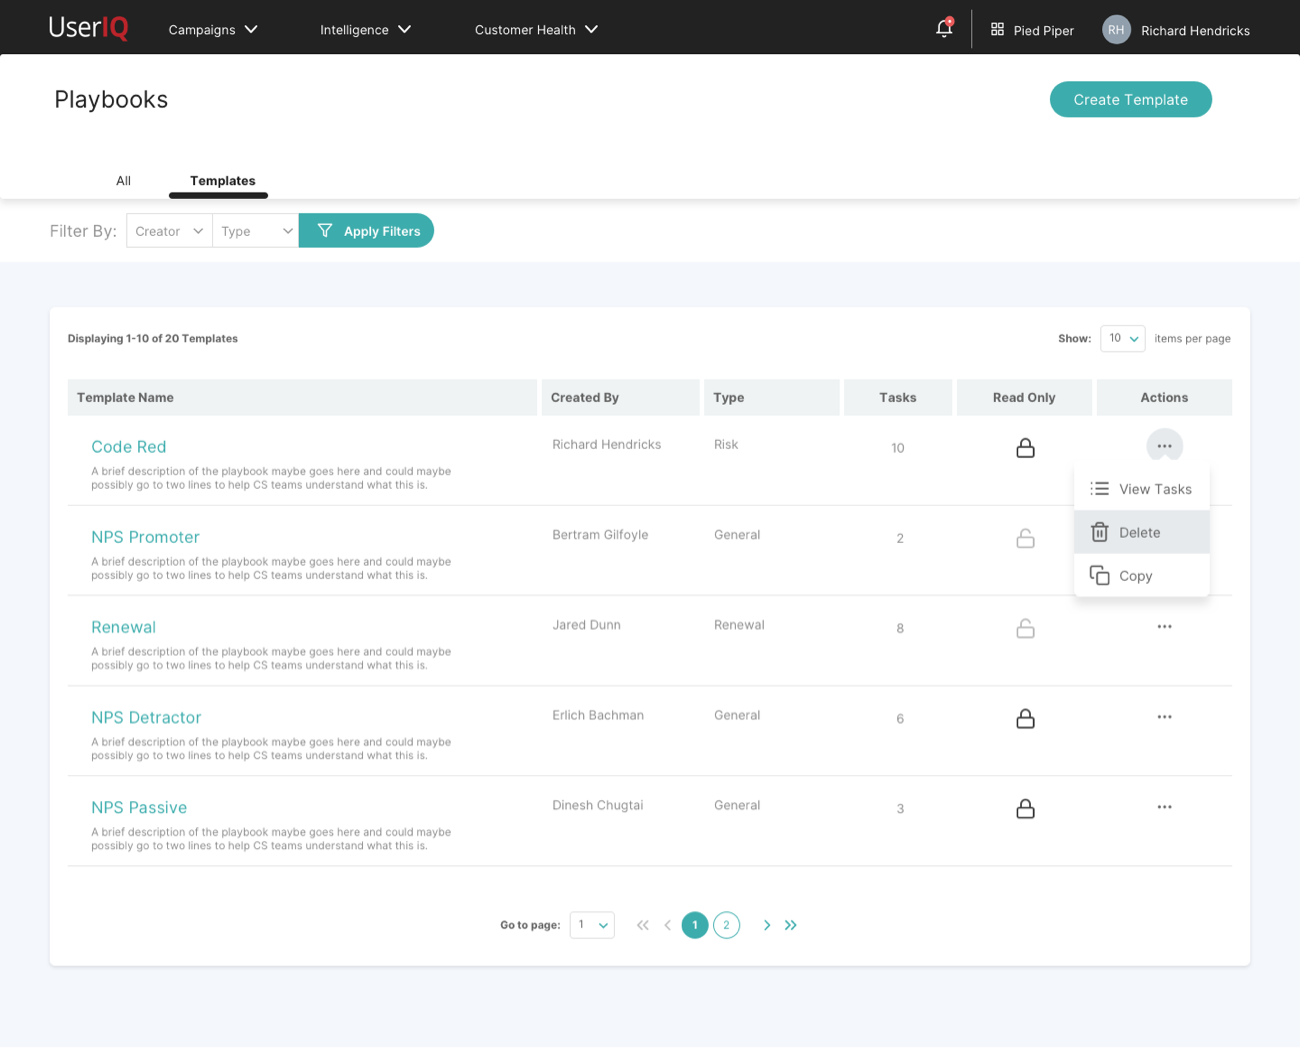 UserIQ
Campaigns
Intelligence
Customer Health
Pied Piper
RH
Richard Hendricks
Playbooks
Create Template
All
Templates
Filter By:
Creator
Type
Apply Filters
Displaying 1-10 of 20 Templates
Show:
10
items per page
Template Name
Created By
Type
Tasks
Read Only
Actions
Code Red
A brief description of the playbook maybe goes here and could maybe
possibly go to two lines to help CS teams understand what this is.
Richard Hendricks
Risk
10
View Tasks
Delete
Copy
NPS Promoter
A brief description of the playbook maybe goes here and could maybe
possibly go to two lines to help CS teams understand what this is.
Bertram Gilfoyle
General
2
Renewal
A brief description of the playbook maybe goes here and could maybe
possibly go to two lines to help CS teams understand what this is.
Jared Dunn
Renewal
8
NPS Detractor
A brief description of the playbook maybe goes here and could maybe
possibly go to two lines to help CS teams understand what this is.
Erlich Bachman
General
6
NPS Passive
A brief description of the playbook maybe goes here and could maybe
possibly go to two lines to help CS teams understand what this is.
Dinesh Chugtai
General
3
Go to page:
1
1
2